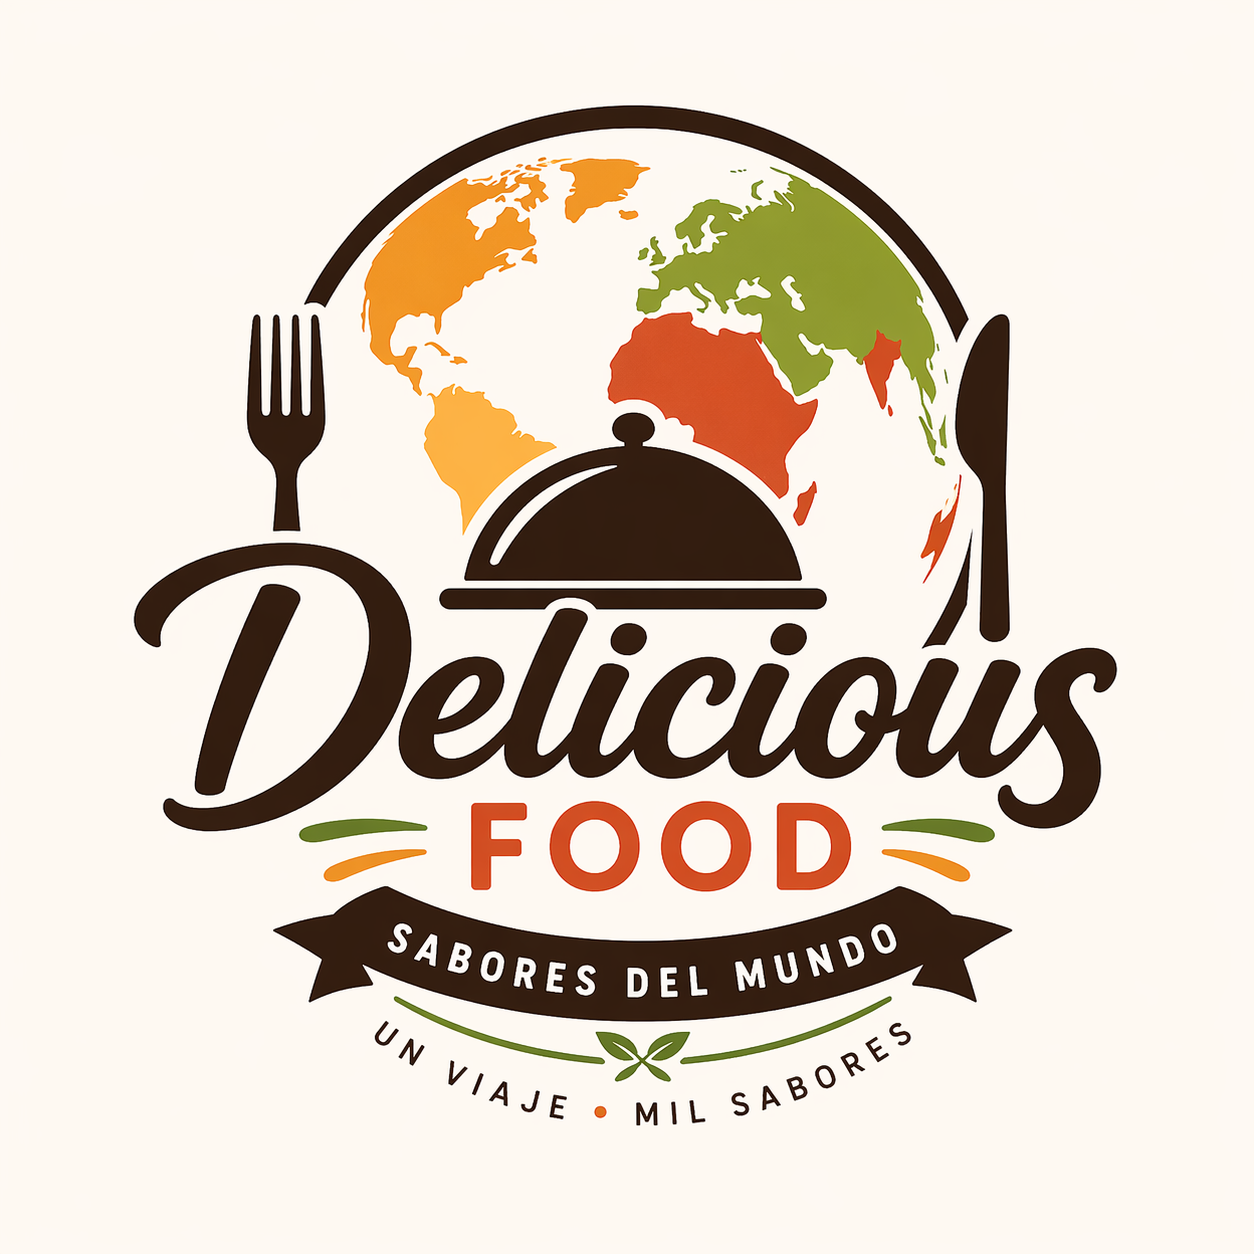 Delicious
FOOD
SABORES DEL MUNDO
UN VIAJE • MIL SABORES